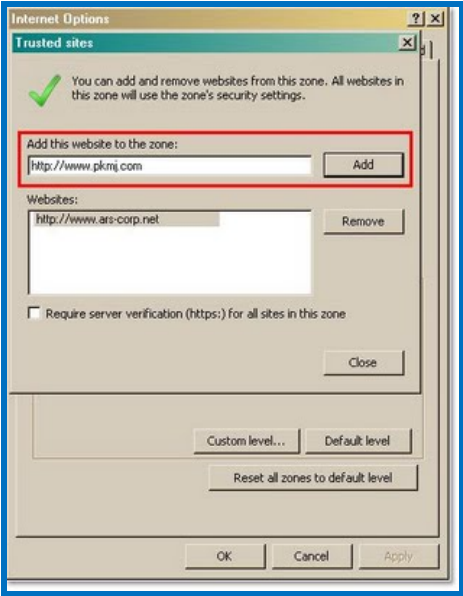 Internet Options
Trusted sites
You can add and remove websites from this zone. All websites in
this zone will use the zone's security settings.
Add this website to the zone:
http://www.pkmj.com
Add
Websites:
http://www.ars-corp.net
Remove
Require server verification (https:) for all sites in this zone
Close
Custom level...
Default level
Reset all zones to default level
OK
Cancel
Apply